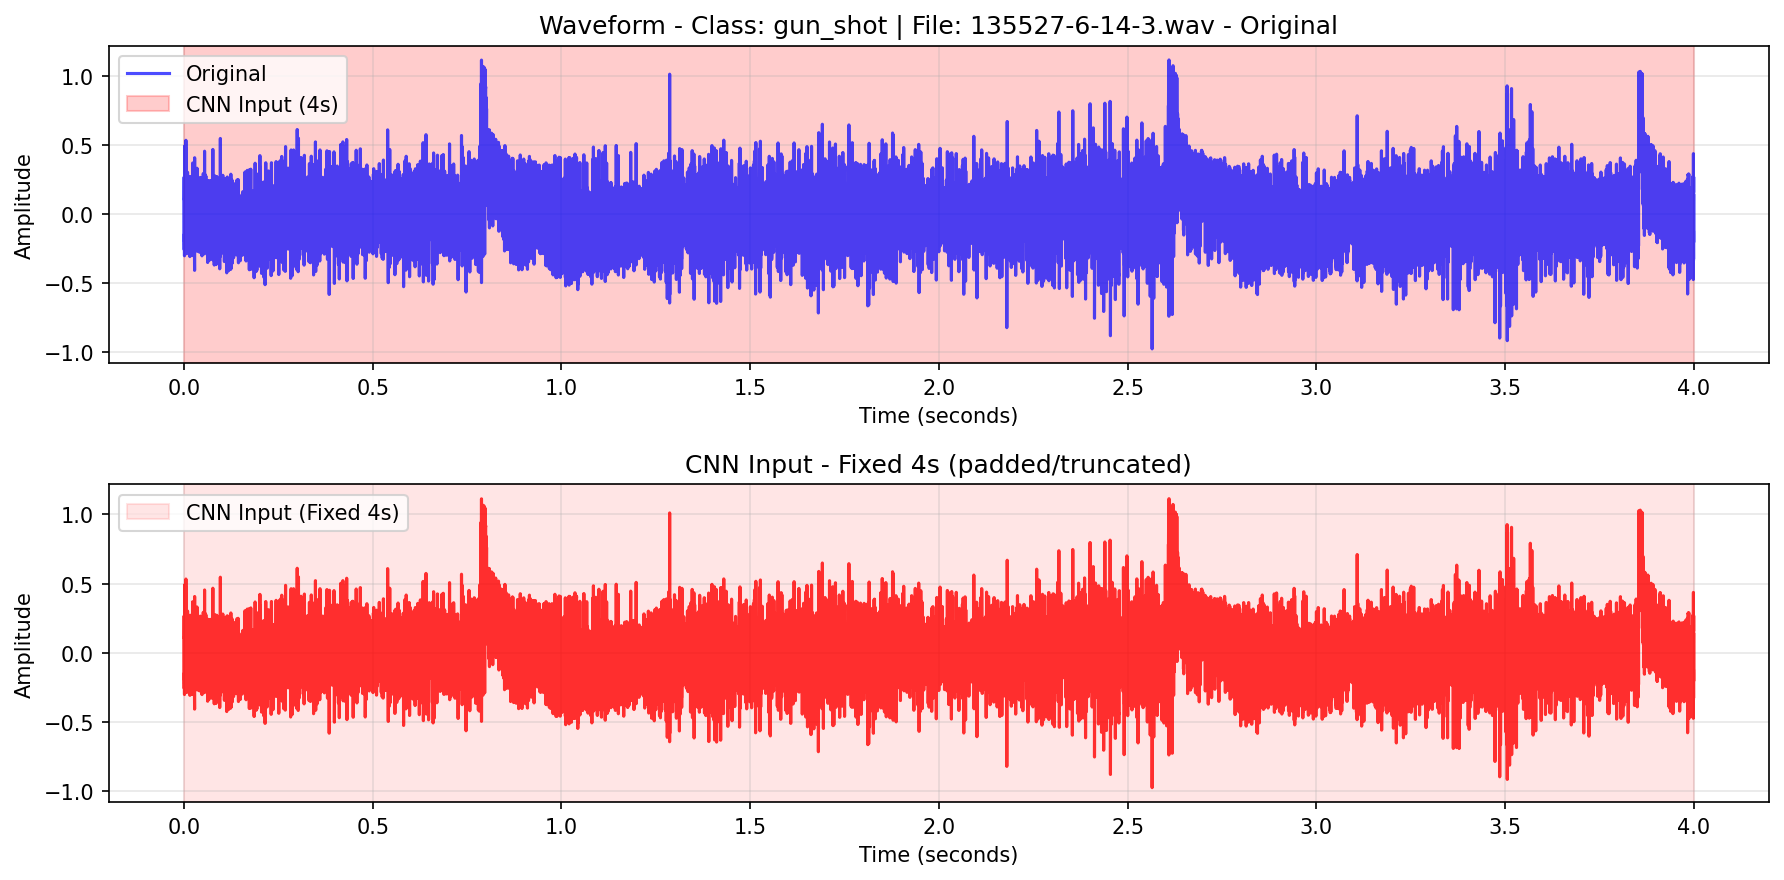 Waveform - Class: gun_shot | File: 135527-6-14-3.wav - Original
Original
CNN Input (4s)
Amplitude
1.0
0.5
0.0
−0.5
−1.0
0.0 0.5 1.0 1.5 2.0 2.5 3.0 3.5 4.0
Time (seconds)
CNN Input - Fixed 4s (padded/truncated)
CNN Input (Fixed 4s)
Amplitude
1.0
0.5
0.0
−0.5
−1.0
0.0 0.5 1.0 1.5 2.0 2.5 3.0 3.5 4.0
Time (seconds)